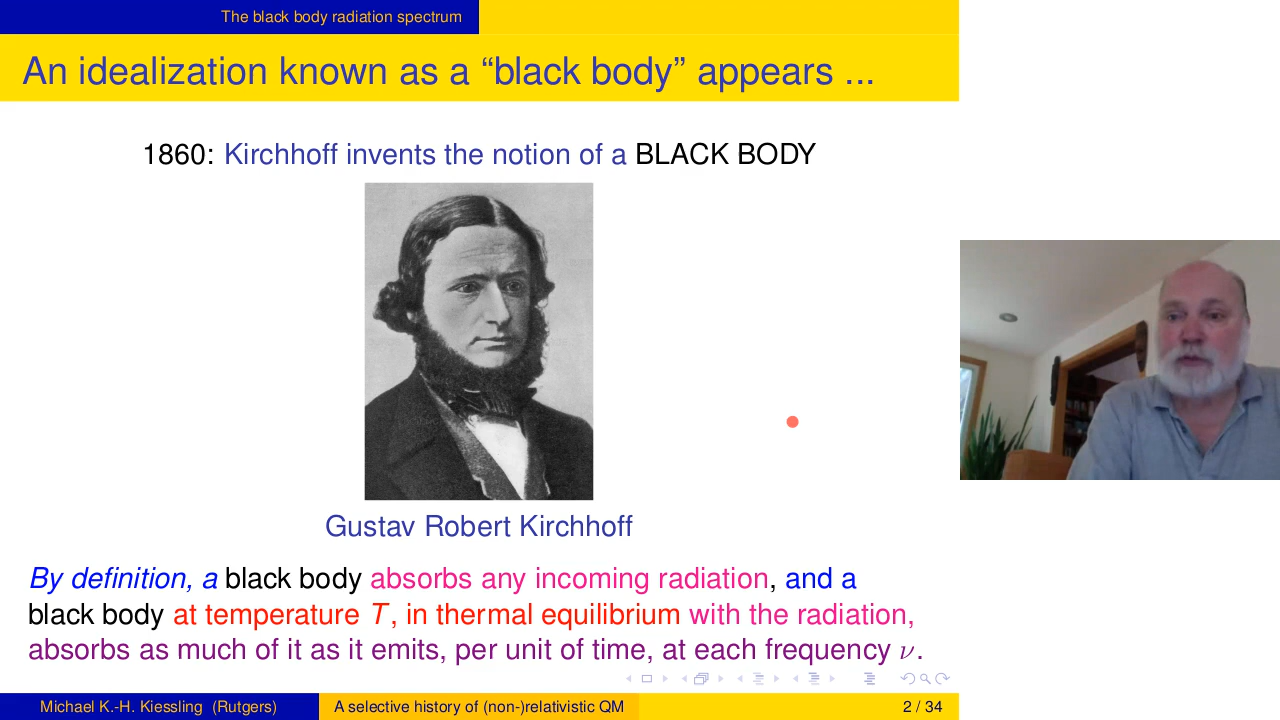 The black body radiation spectrum
An idealization known as a “black body” appears ...
1860: Kirchhoff invents the notion of a BLACK BODY
Gustav Robert Kirchhoff
By definition, a black body absorbs any incoming radiation, and a
black body at temperature T, in thermal equilibrium with the radiation,
absorbs as much of it as it emits, per unit of time, at each frequency ν.
Michael K.-H. Kiessling (Rutgers)
A selective history of (non-)relativistic QM
2 / 34